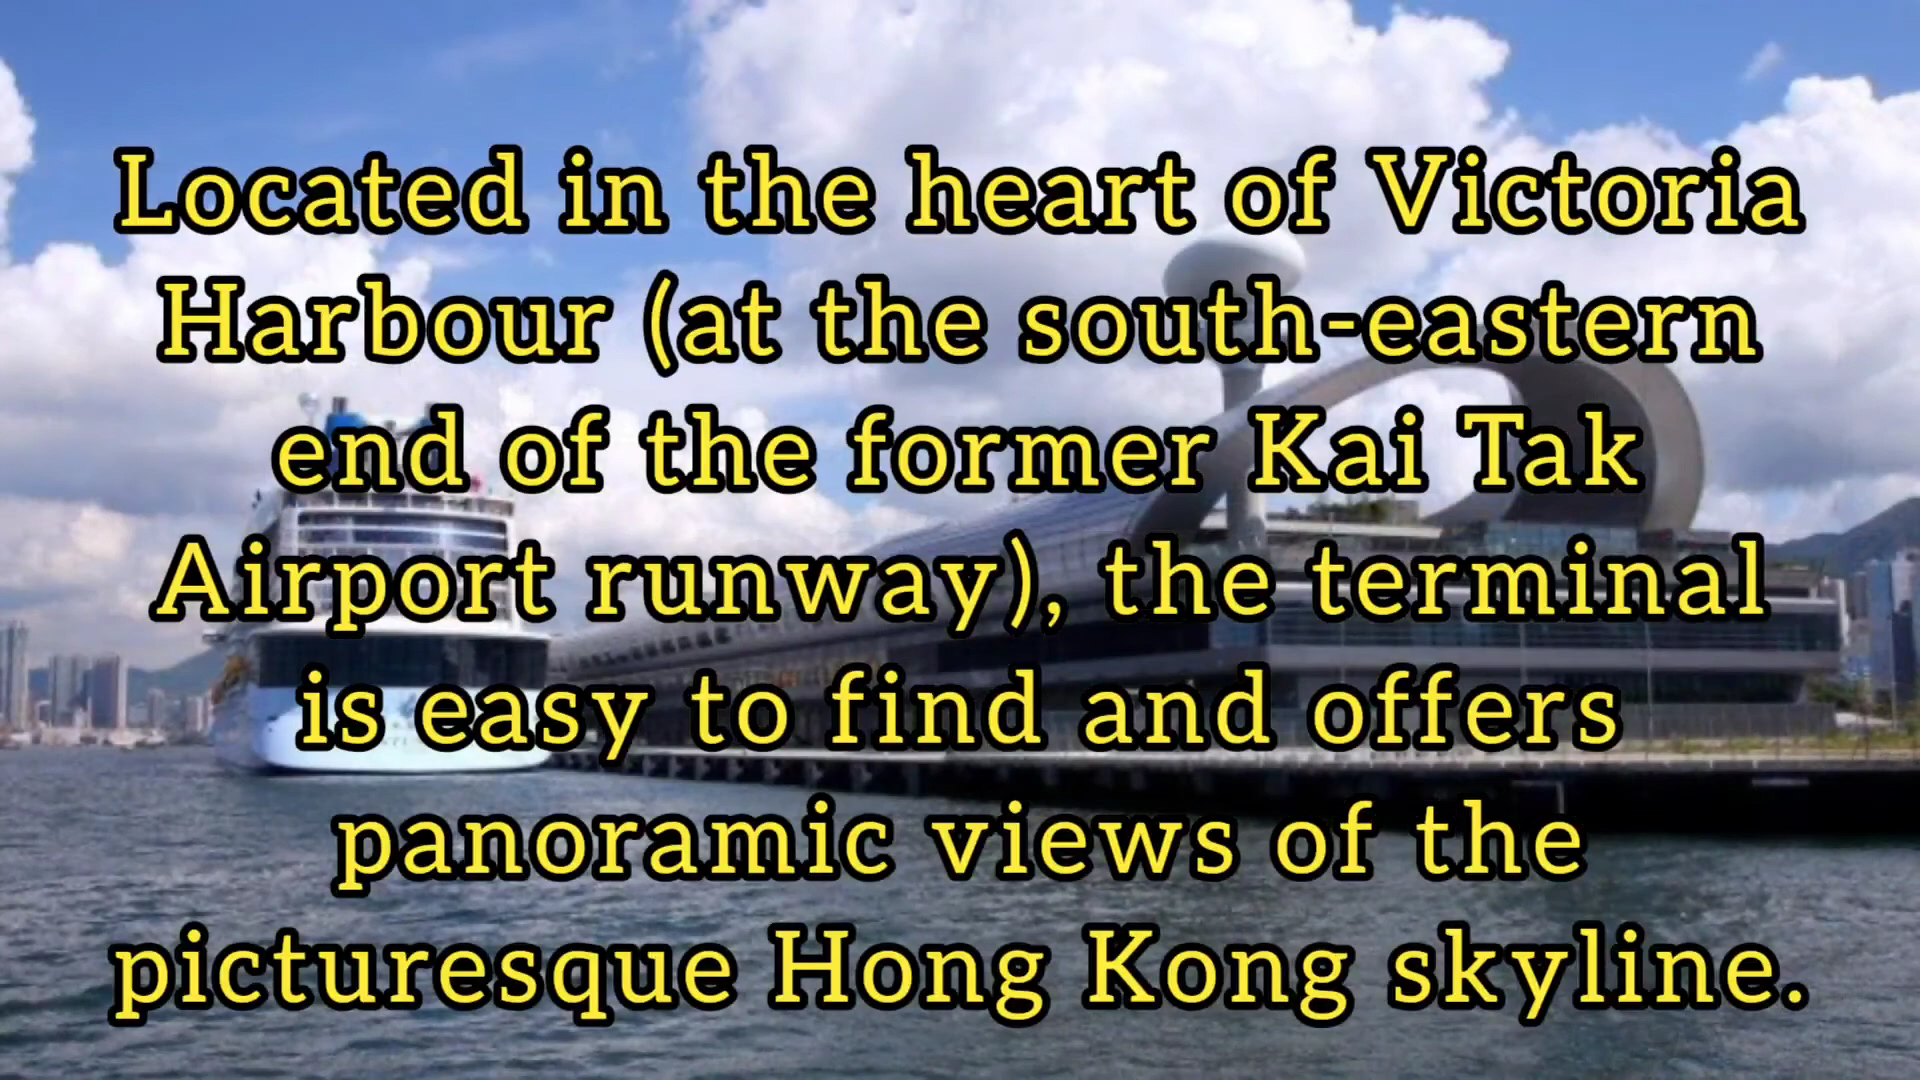 Located in the heart of Victoria
Harbour (at the south-eastern
end of the former Kai Tak
Airport runway), the terminal
is easy to find and offers
panoramic views of the
picturesque Hong Kong skyline.